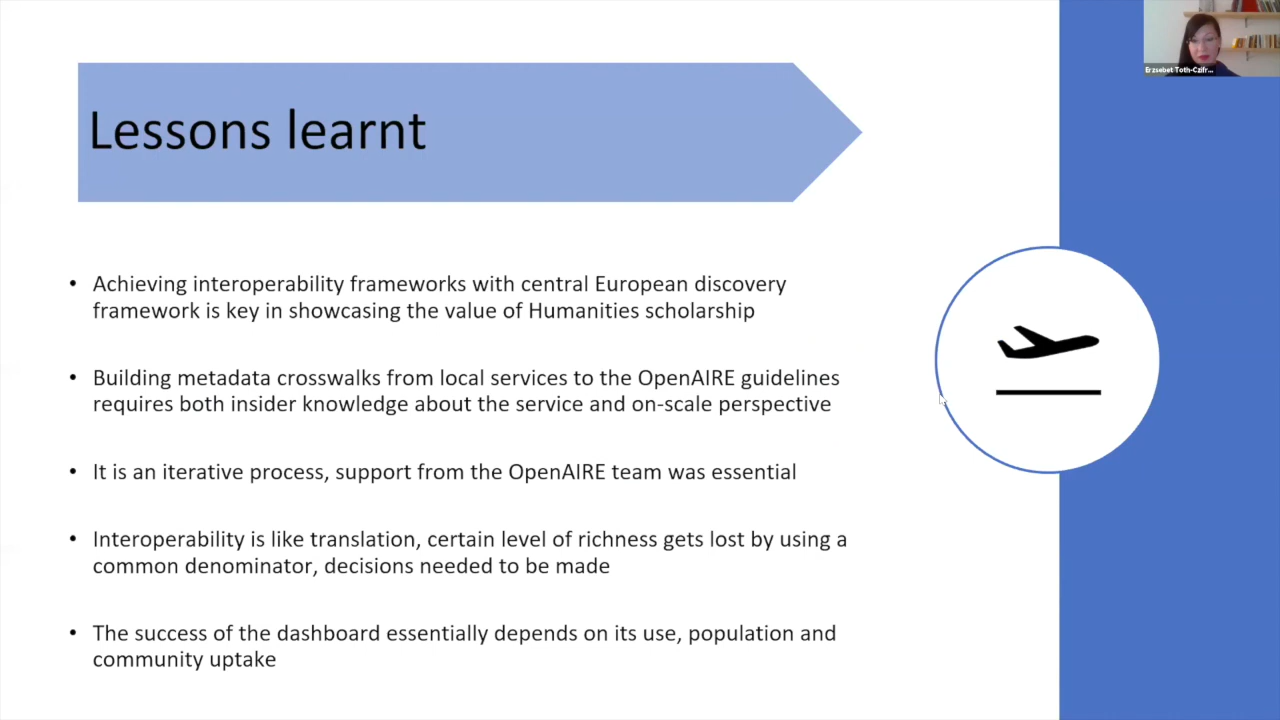 Erzsebet Toth-Czifr...
Lessons learnt
• Achieving interoperability frameworks with central European discovery
framework is key in showcasing the value of Humanities scholarship
• Building metadata crosswalks from local services to the OpenAIRE guidelines
requires both insider knowledge about the service and on-scale perspective
• It is an iterative process, support from the OpenAIRE team was essential
• Interoperability is like translation, certain level of richness gets lost by using a
common denominator, decisions needed to be made
• The success of the dashboard essentially depends on its use, population and
community uptake